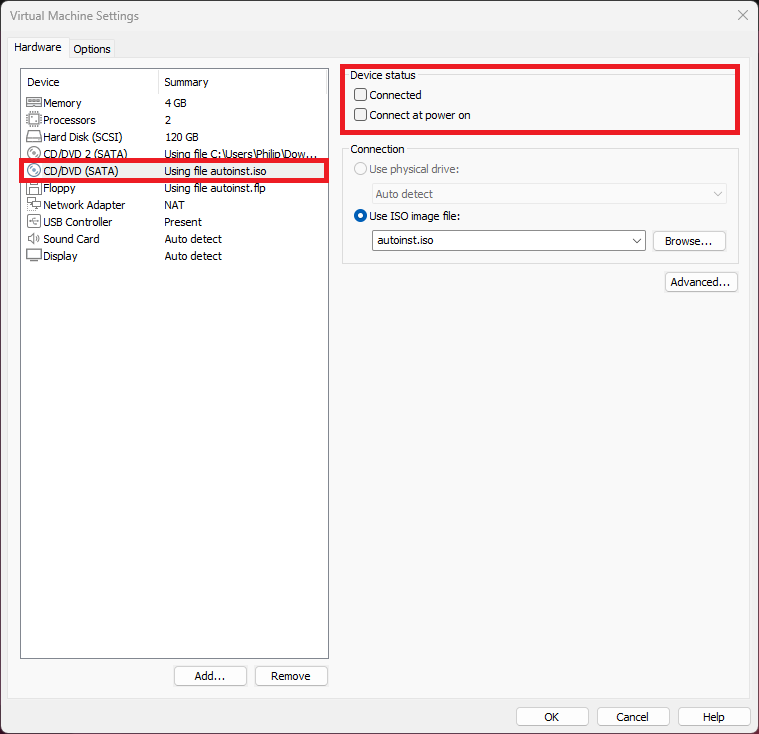 Virtual Machine Settings
Hardware Options
Device Summary
Memory 4 GB
Processors 2
Hard Disk (SCSI) 120 GB
CD/DVD 2 (SATA) Using file C:\Users\Philip\Dow...
CD/DVD (SATA) Using file autoinst.iso
Floppy Using file autoinst.flp
Network Adapter NAT
USB Controller Present
Sound Card Auto detect
Display Auto detect
Add... Remove
Device status
Connected
Connect at power on
Connection
Use physical drive:
Auto detect
Use ISO image file:
autoinst.iso Browse...
Advanced...
OK Cancel Help